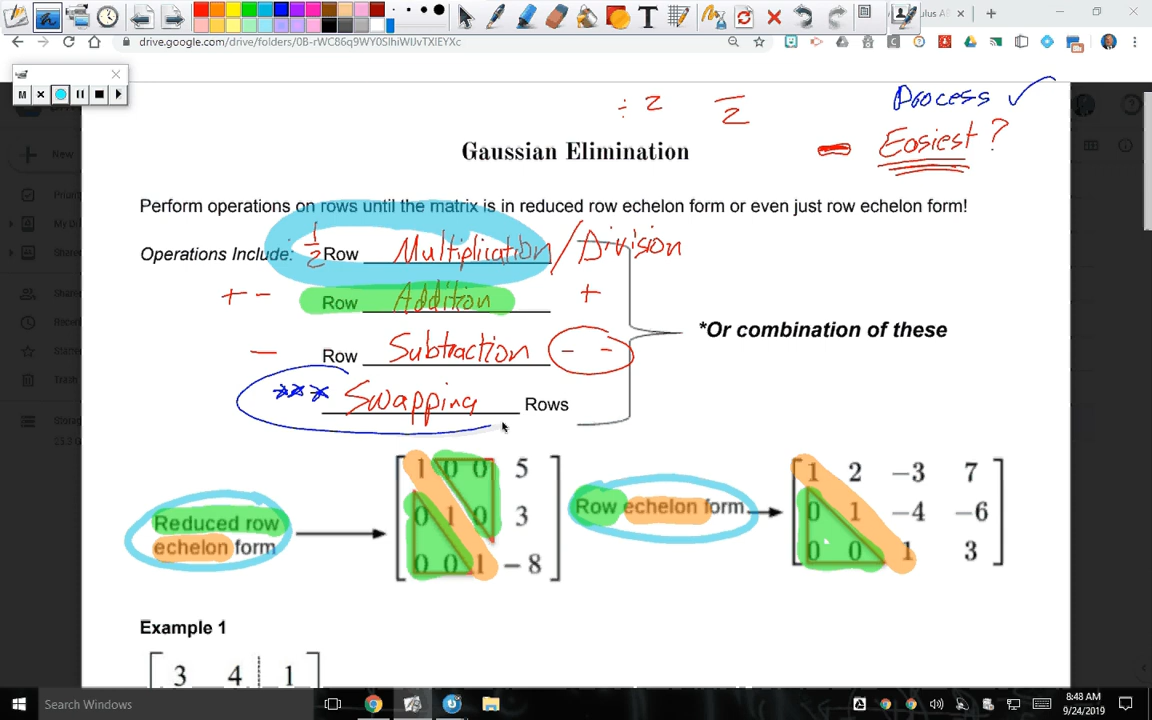 ulus Al
drive.google.com/drive/folders/0B-rWC86q9WY0SlhiWlJvTXlEYXc
÷ 2 — 2
Process ✓
Easiest?
Gaussian Elimination
Perform operations on rows until the matrix is in reduced row echelon form or even just row echelon form!
Operations Include: 1/2 Row Multiplication / Division
+ - Row Addition +
- Row Subtraction - -
*Or combination of these
*** Swapping Rows
Reduced row
echelon form
1 0 0 5
0 1 0 3
0 0 1 -8
Row echelon form
1 2 -3 7
0 1 -4 -6
0 0 1 3
Example 1
3 4 1
New
M
Search Windows
8:48 AM
9/24/2019